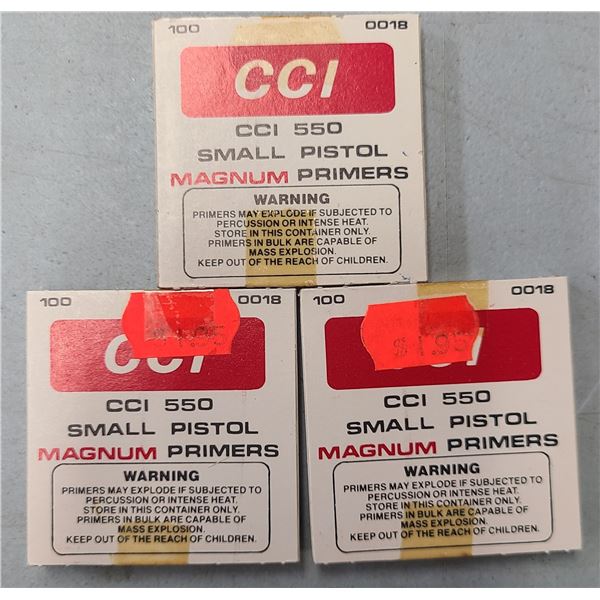 100 0018
CCI
CCI 550
SMALL PISTOL
MAGNUM PRIMERS
WARNING
PRIMERS MAY EXPLODE IF SUBJECTED TO
PERCUSSION OR INTENSE HEAT.
STORE IN THIS CONTAINER ONLY.
PRIMERS IN BULK ARE CAPABLE OF
MASS EXPLOSION.
KEEP OUT OF THE REACH OF CHILDREN.
100 0018
CCI
CCI 550
SMALL PISTOL
MAGNUM PRIMERS
WARNING
PRIMERS MAY EXPLODE IF SUBJECTED TO
PERCUSSION OR INTENSE HEAT.
STORE IN THIS CONTAINER ONLY.
PRIMERS IN BULK ARE CAPABLE OF
MASS EXPLOSION.
KEEP OUT OF THE REACH OF CHILDREN.
100 0018
$1.95
CCI 550
SMALL PISTOL
MAGNUM PRIMERS
WARNING
PRIMERS MAY EXPLODE IF SUBJECTED TO
PERCUSSION OR INTENSE HEAT.
STORE IN THIS CONTAINER ONLY.
PRIMERS IN BULK ARE CAPABLE OF
MASS EXPLOSION.
KEEP OUT OF THE REACH OF CHILDREN.